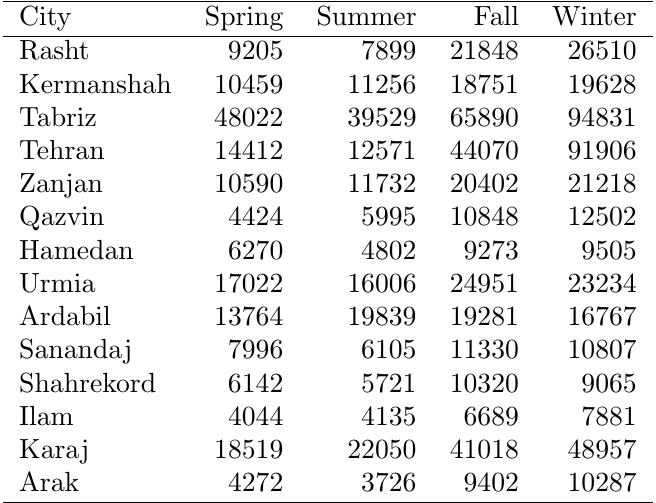 City Spring Summer Fall Winter
Rasht 9205 7899 21848 26510
Kermanshah 10459 11256 18751 19628
Tabriz 48022 39529 65890 94831
Tehran 14412 12571 44070 91906
Zanjan 10590 11732 20402 21218
Qazvin 4424 5995 10848 12502
Hamedan 6270 4802 9273 9505
Urmia 17022 16006 24951 23234
Ardabil 13764 19839 19281 16767
Sanandaj 7996 6105 11330 10807
Shahrekord 6142 5721 10320 9065
Ilam 4044 4135 6689 7881
Karaj 18519 22050 41018 48957
Arak 4272 3726 9402 10287